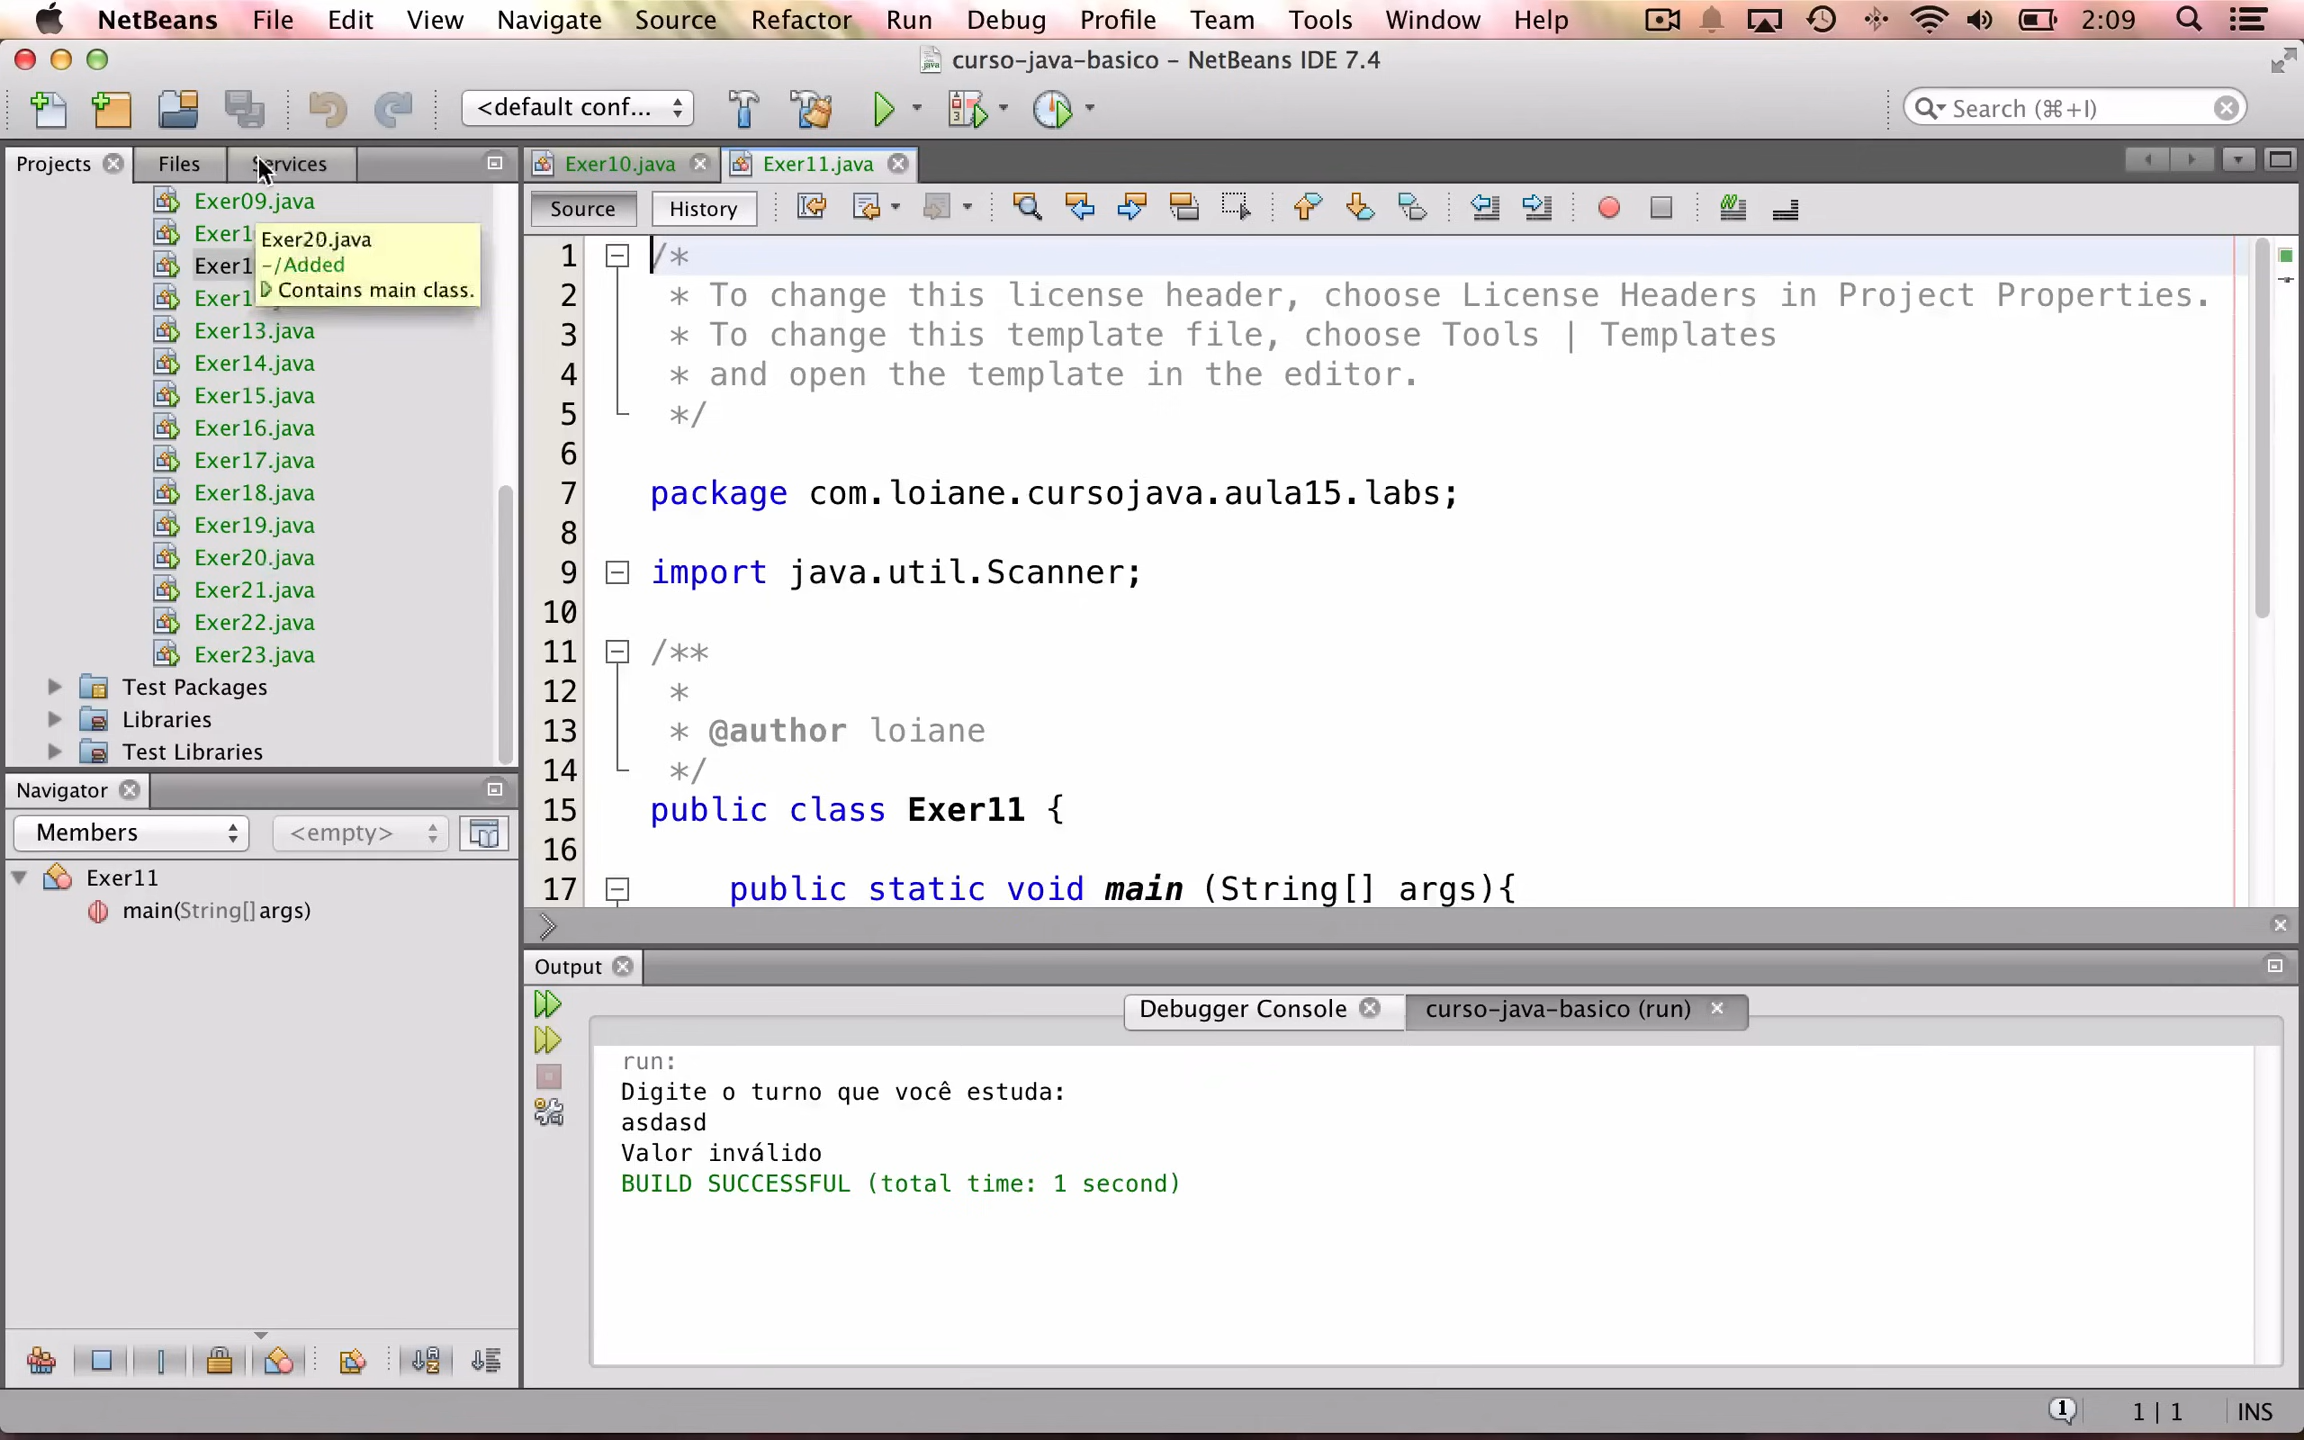 NetBeans File Edit View Navigate Source Refactor Run Debug Profile Team Tools Window Help 2:09
curso-java-basico - NetBeans IDE 7.4
<default conf... Search (⌘+I)
Projects Files Services
Exer09.java
Exer1
Exer1
Exer1
Exer20.java
-/Added
Contains main class.
Exer13.java
Exer14.java
Exer15.java
Exer16.java
Exer17.java
Exer18.java
Exer19.java
Exer20.java
Exer21.java
Exer22.java
Exer23.java
Test Packages
Libraries
Test Libraries
Navigator
Members <empty>
Exer11
main(String[] args)
Exer10.java Exer11.java
Source History
1 /*
2 * To change this license header, choose License Headers in Project Properties.
3 * To change this template file, choose Tools | Templates
4 * and open the template in the editor.
5 */
6
7 package com.loiane.cursojava.aula15.labs;
8
9 import java.util.Scanner;
10
11 /**
12 *
13 * @author loiane
14 */
15 public class Exer11 {
16
17 public static void main (String[] args){
Output
Debugger Console curso-java-basico (run)
run:
Digite o turno que você estuda:
asdasd
Valor inválido
BUILD SUCCESSFUL (total time: 1 second)
1 1 | 1 INS